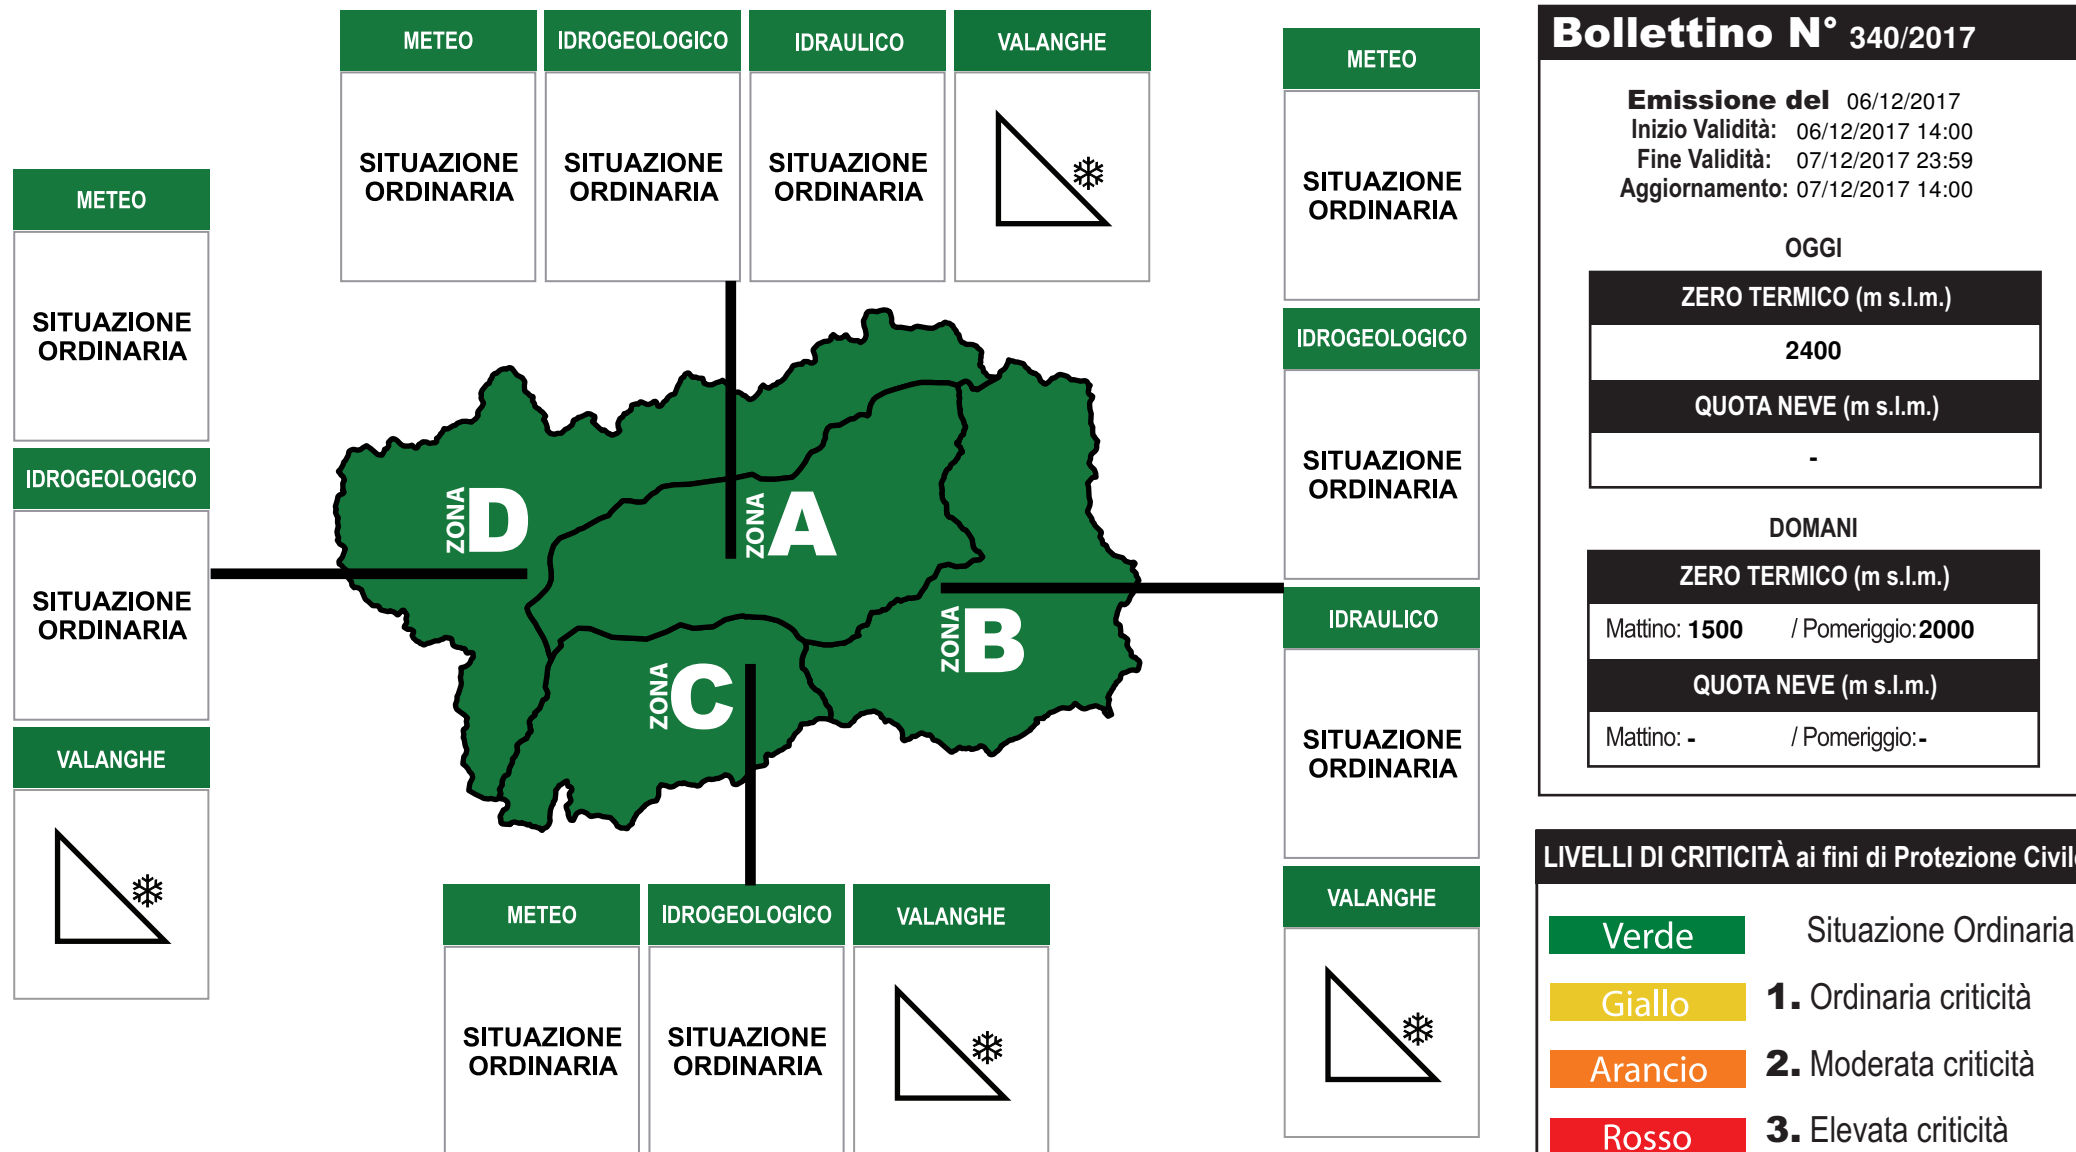 METEO
IDROGEOLOGICO
IDRAULICO
VALANGHE
SITUAZIONE
ORDINARIA
SITUAZIONE
ORDINARIA
SITUAZIONE
ORDINARIA
METEO
SITUAZIONE
ORDINARIA
IDROGEOLOGICO
SITUAZIONE
ORDINARIA
VALANGHE
ZONA D
ZONA A
ZONA B
ZONA C
METEO
SITUAZIONE
ORDINARIA
IDROGEOLOGICO
SITUAZIONE
ORDINARIA
IDRAULICO
SITUAZIONE
ORDINARIA
VALANGHE
METEO
IDROGEOLOGICO
VALANGHE
SITUAZIONE
ORDINARIA
SITUAZIONE
ORDINARIA
Bollettino N° 340/2017
Emissione del 06/12/2017
Inizio Validità: 06/12/2017 14:00
Fine Validità: 07/12/2017 23:59
Aggiornamento: 07/12/2017 14:00
OGGI
ZERO TERMICO (m s.l.m.)
2400
QUOTA NEVE (m s.l.m.)
-
DOMANI
ZERO TERMICO (m s.l.m.)
Mattino: 1500 / Pomeriggio: 2000
QUOTA NEVE (m s.l.m.)
Mattino: - / Pomeriggio: -
LIVELLI DI CRITICITÀ ai fini di Protezione Civile
Verde Situazione Ordinaria
Giallo 1. Ordinaria criticità
Arancio 2. Moderata criticità
Rosso 3. Elevata criticità